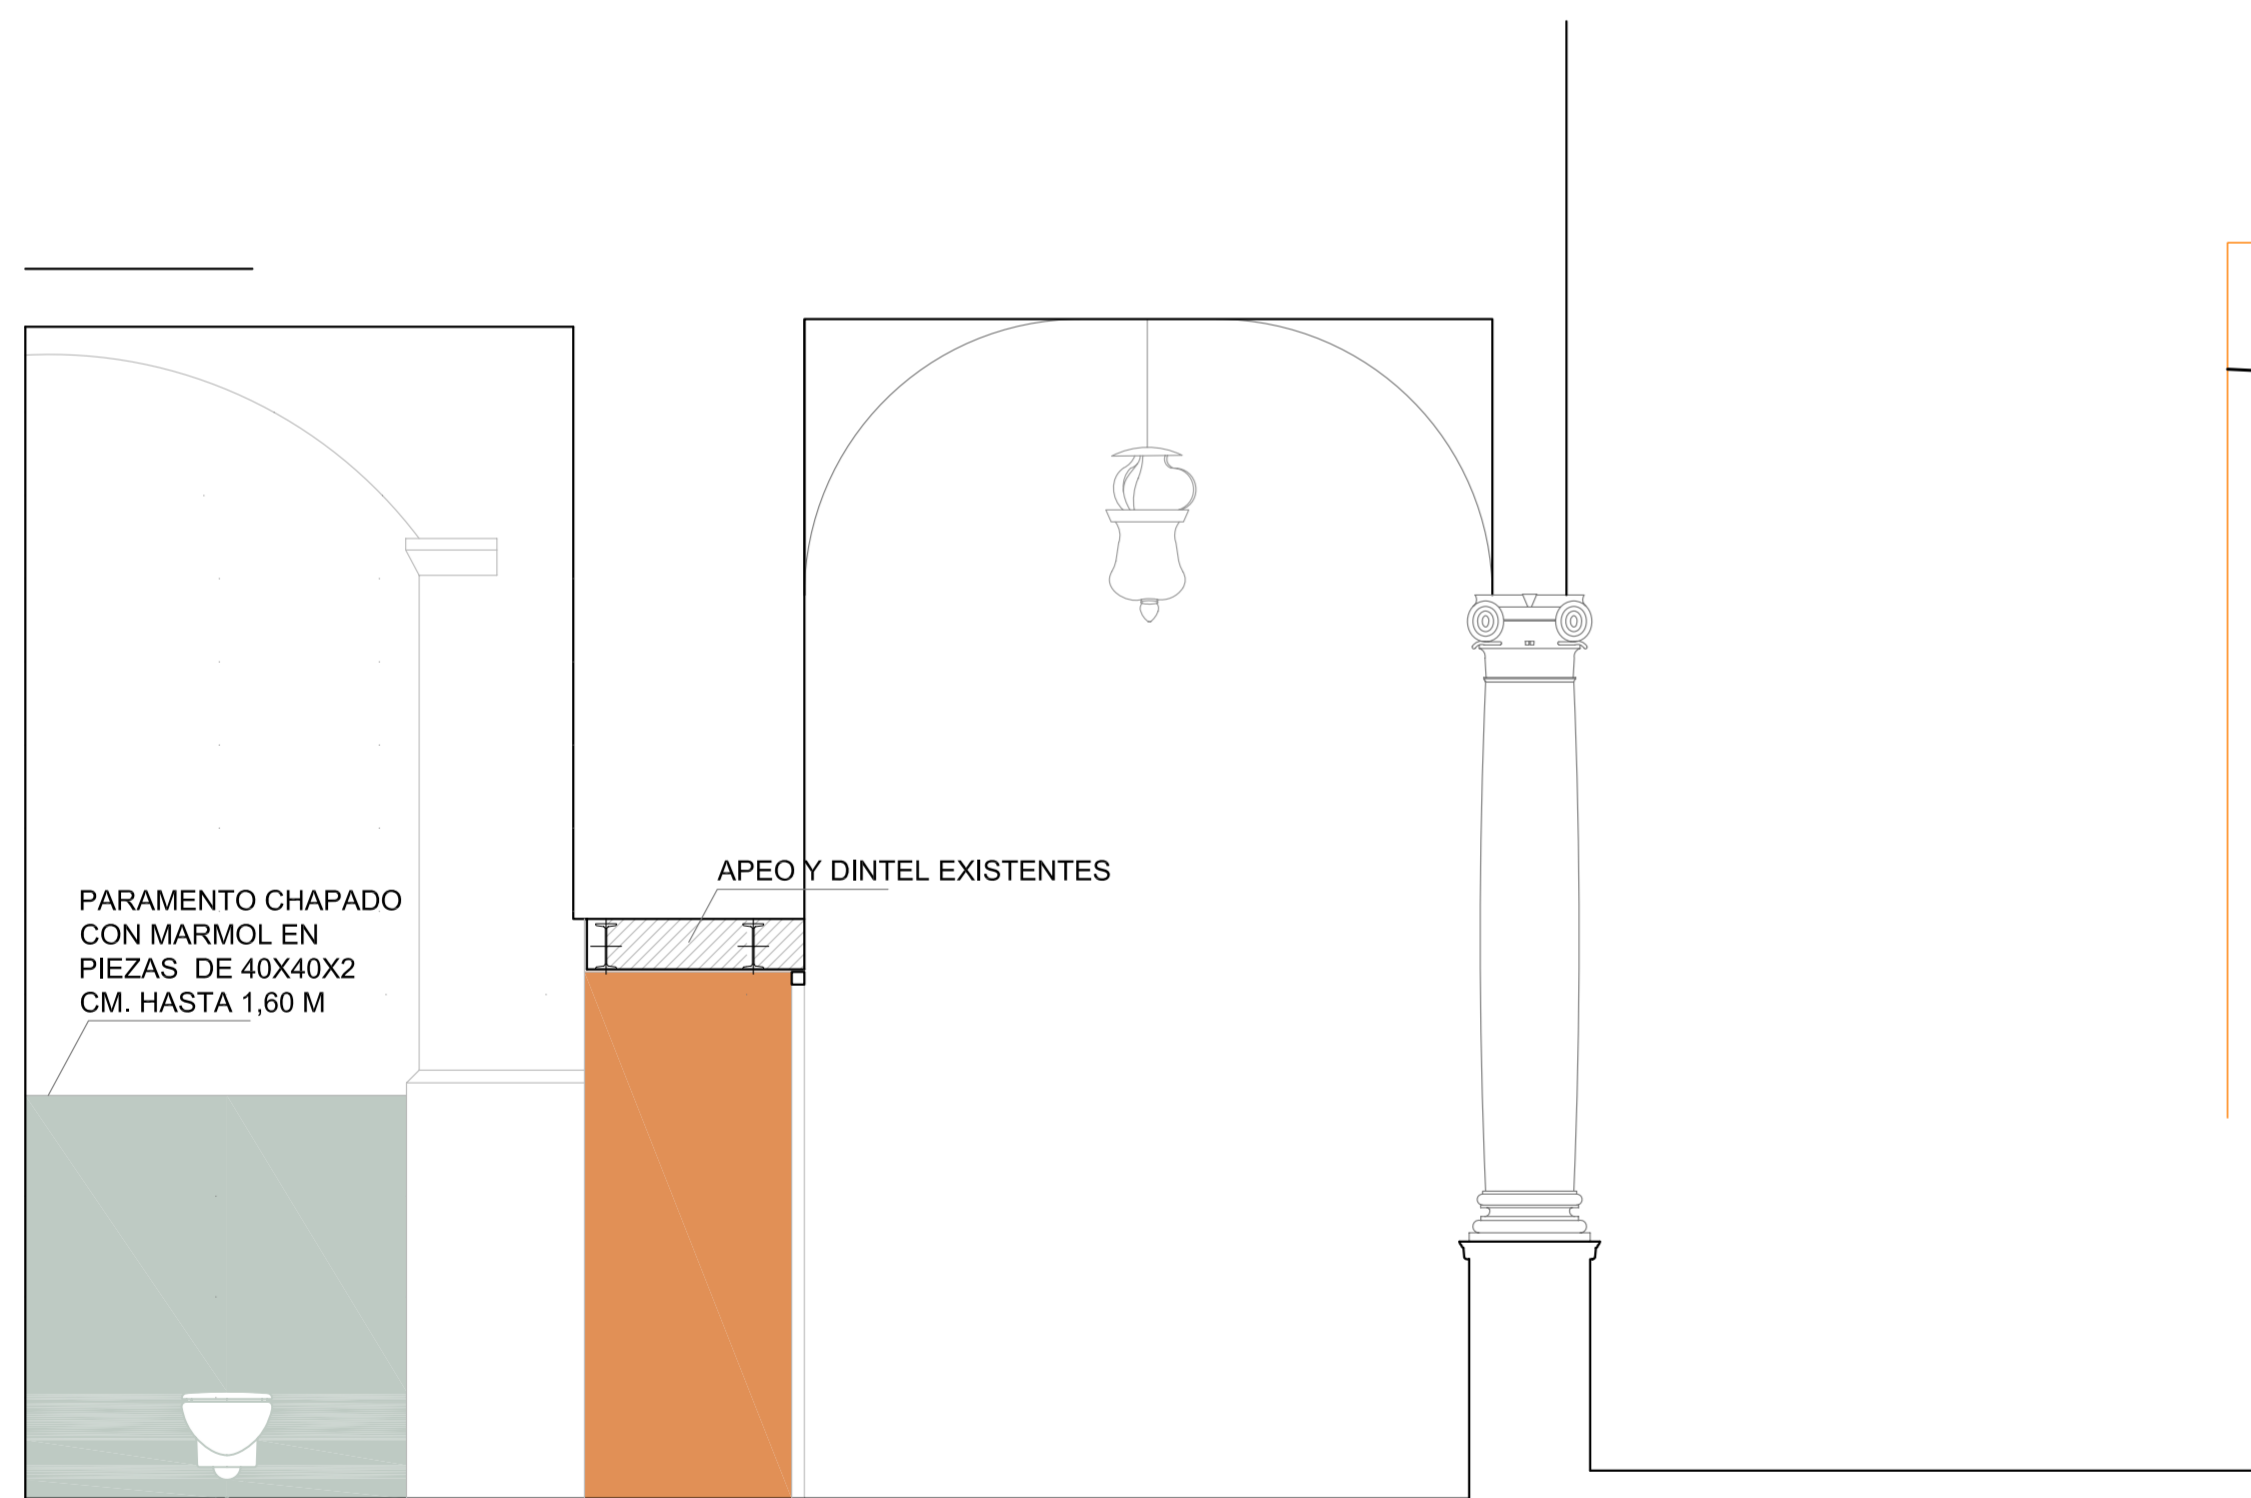 APEO Y DINTEL EXISTENTES
PARAMENTO CHAPADO
CON MARMOL EN
PIEZAS DE 40X40X2
CM. HASTA 1,60 M